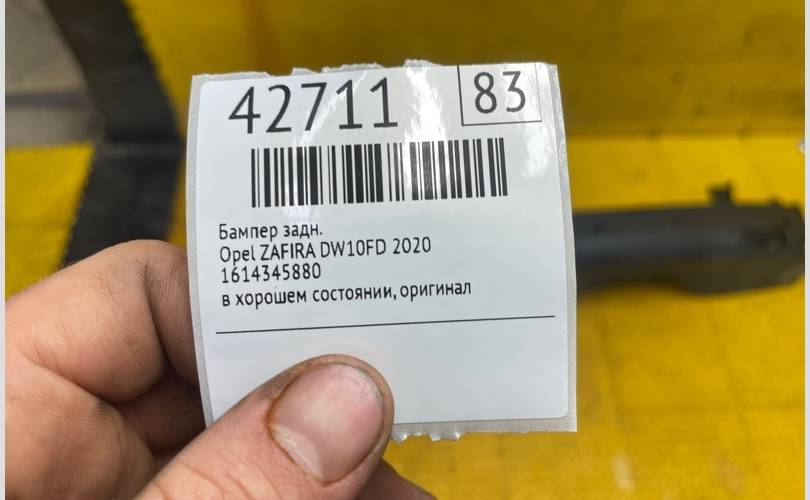 42711
83
Бампер задн.
Opel ZAFIRA DW10FD 2020
1614345880
в хорошем состоянии, оригинал